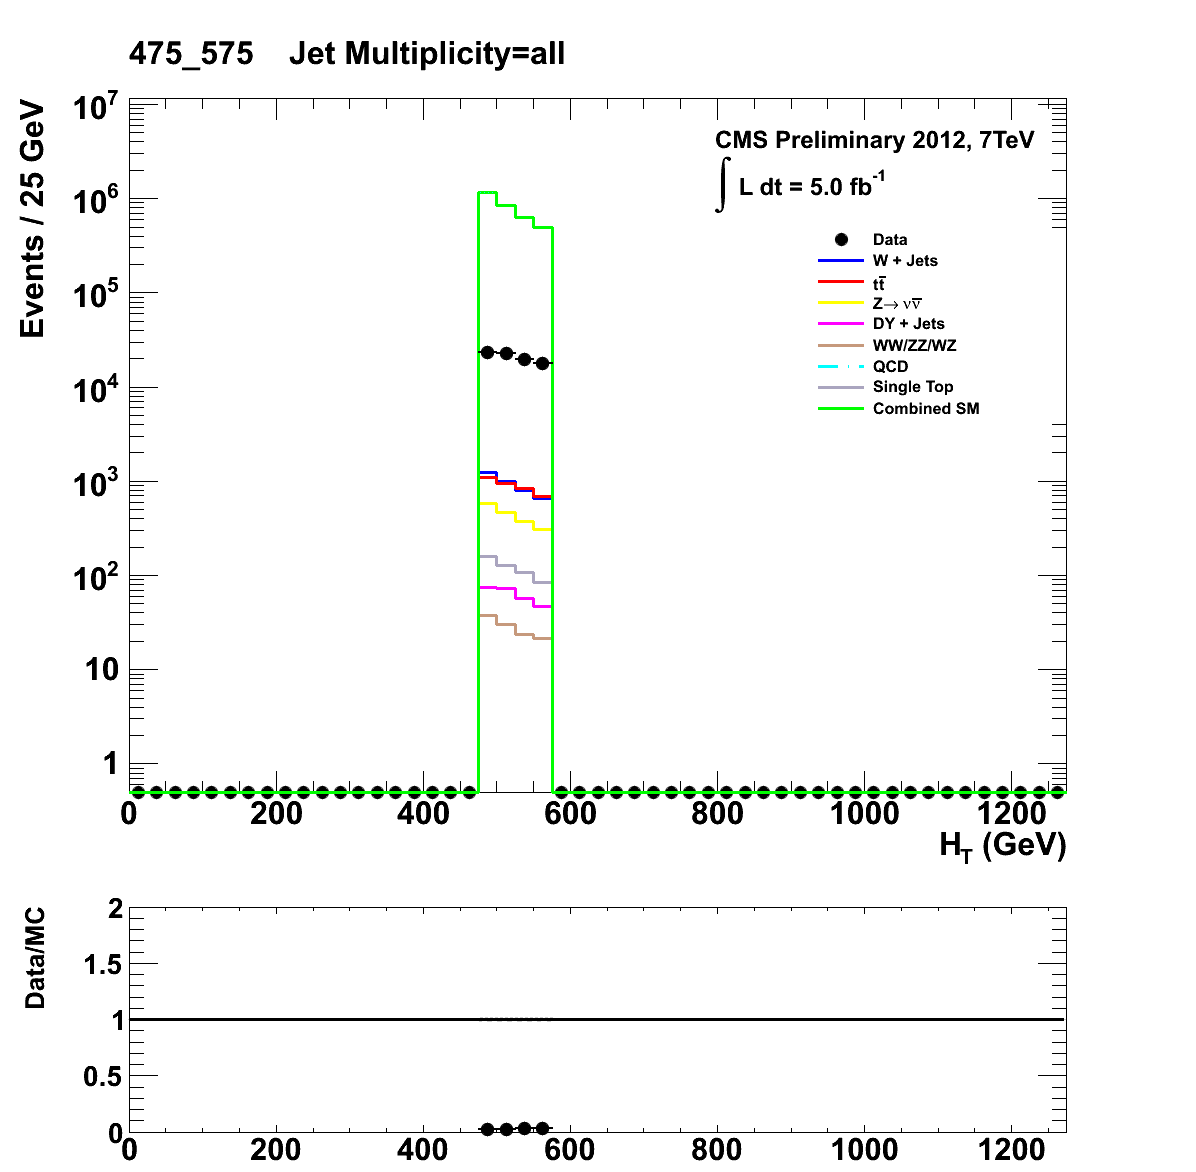 475_575 Jet Multiplicity=all
Events / 25 GeV
10⁷
10⁶
10⁵
10⁴
10³
10²
10
1
CMS Preliminary 2012, 7TeV
∫ L dt = 5.0 fb⁻¹
Data
W + Jets
tt̅
Z→ νν̅
DY + Jets
WW/ZZ/WZ
QCD
Single Top
Combined SM
0 200 400 600 800 1000 1200
H_T (GeV)
Data/MC
2
1.5
1
0.5
0
0 200 400 600 800 1000 1200